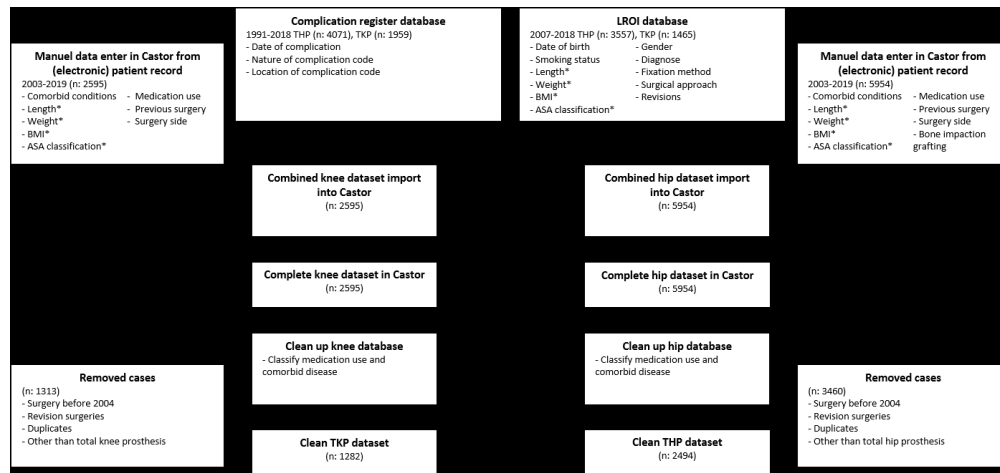 Complication register database
1991-2018 THP (n: 4071), TKP (n: 1959)
- Date of complication
- Nature of complication code
- Location of complication code
LROI database
2007-2018 THP (n: 3557), TKP (n: 1465)
- Date of birth
- Smoking status
- Length*
- Weight*
- BMI*
- ASA classification*
- Gender
- Diagnose
- Fixation method
- Surgical approach
- Revisions
Manuel data enter in Castor from
(electronic) patient record
2003-2019 (n: 2595)
- Comorbid conditions
- Length*
- Weight*
- BMI*
- ASA classification*
- Medication use
- Previous surgery
- Surgery side
Manuel data enter in Castor from
(electronic) patient record
2003-2019 (n: 5954)
- Comorbid conditions
- Length*
- Weight*
- BMI*
- ASA classification*
- Medication use
- Previous surgery
- Surgery side
- Bone impaction
grafting
Combined knee dataset import
into Castor
(n: 2595)
Combined hip dataset import
into Castor
(n: 5954)
Complete knee dataset in Castor
(n: 2595)
Complete hip dataset in Castor
(n: 5954)
Clean up knee database
- Classify medication use and
comorbid disease
Clean up hip database
- Classify medication use and
comorbid disease
Removed cases
(n: 1313)
- Surgery before 2004
- Revision surgeries
- Duplicates
- Other than total knee prosthesis
Removed cases
(n: 3460)
- Surgery before 2004
- Revision surgeries
- Duplicates
- Other than total hip prosthesis
Clean TKP dataset
(n: 1282)
Clean THP dataset
(n: 2494)